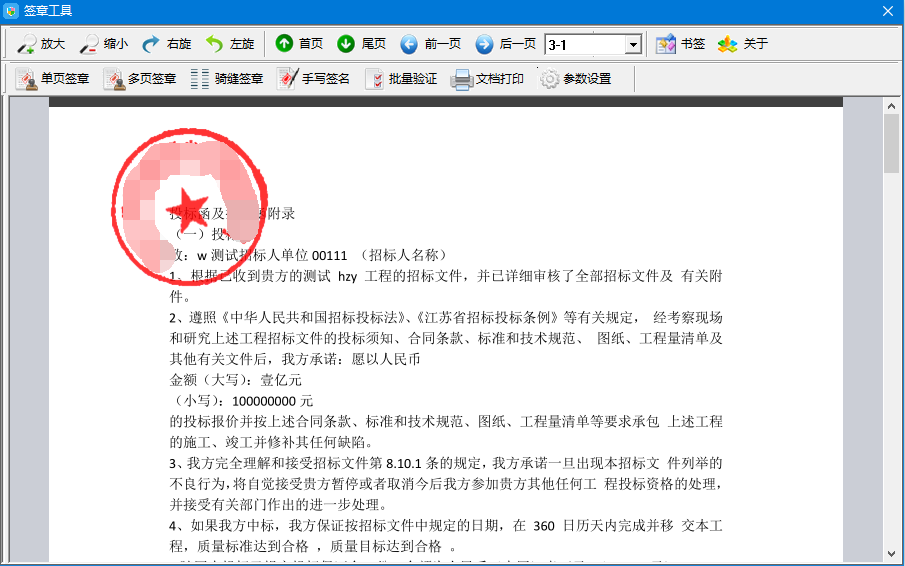 签章工具
放大 缩小 右旋 左旋 首页 尾页 前一页 后一页 3-1 书签 关于
单页签章 多页签章 骑缝签章 手写签名 批量验证 文档打印 参数设置
投标函及 附录
（一）投
致：w 测试招标人单位 00111 （招标人名称）
1、根据已收到贵方的测试 hzy 工程的招标文件，并已详细审核了全部招标文件及 有关附
件。
2、遵照《中华人民共和国招标投标法》、《江苏省招标投标条例》等有关规定， 经考察现场
和研究上述工程招标文件的投标须知、合同条款、标准和技术规范、 图纸、工程量清单及
其他有关文件后，我方承诺：愿以人民币
金额（大写）：壹亿元
（小写）：100000000 元
的投标报价并按上述合同条款、标准和技术规范、图纸、工程量清单等要求承包 上述工程
的施工、竣工并修补其任何缺陷。
3、我方完全理解和接受招标文件第 8.10.1 条的规定，我方承诺一旦出现本招标文 件列举的
不良行为，将自觉接受贵方暂停或者取消今后我方参加贵方其他任何工 程投标资格的处理，
并接受有关部门作出的进一步处理。
4、如果我方中标，我方保证按招标文件中规定的日期，在 360 日历天内完成并移 交本工
程，质量标准达到合格 ，质量目标达到合格 。